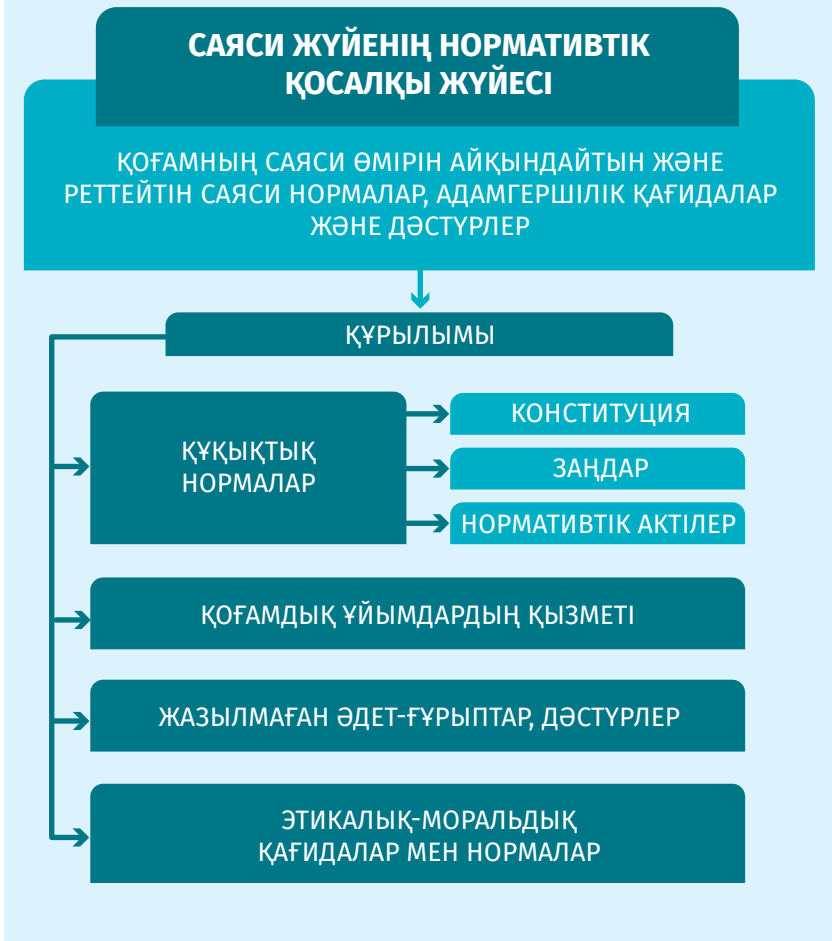 САЯСИ ЖҮЙЕНІҢ НОРМАТИВТІК
ҚОСАЛҚЫ ЖҮЙЕСІ
ҚОҒАМНЫҢ САЯСИ ӨМІРІН АЙҚЫНДАЙТЫН ЖӘНЕ
РЕТТЕЙТІН САЯСИ НОРМАЛАР, АДАМГЕРШІЛІК ҚАҒИДАЛАР
ЖӘНЕ ДӘСТҮРЛЕР
ҚҰРЫЛЫМЫ
ҚҰҚЫҚТЫҚ
НОРМАЛАР
КОНСТИТУЦИЯ
ЗАҢДАР
НОРМАТИВТІК АКТІЛЕР
ҚОҒАМДЫҚ ҰЙЫМДАРДЫҢ ҚЫЗМЕТІ
ЖАЗЫЛМАҒАН ӘДЕТ-ҒҰРЫПТАР, ДӘСТҮРЛЕР
ЭТИКАЛЫҚ-МОРАЛЬДЫҚ
ҚАҒИДАЛАР МЕН НОРМАЛАР